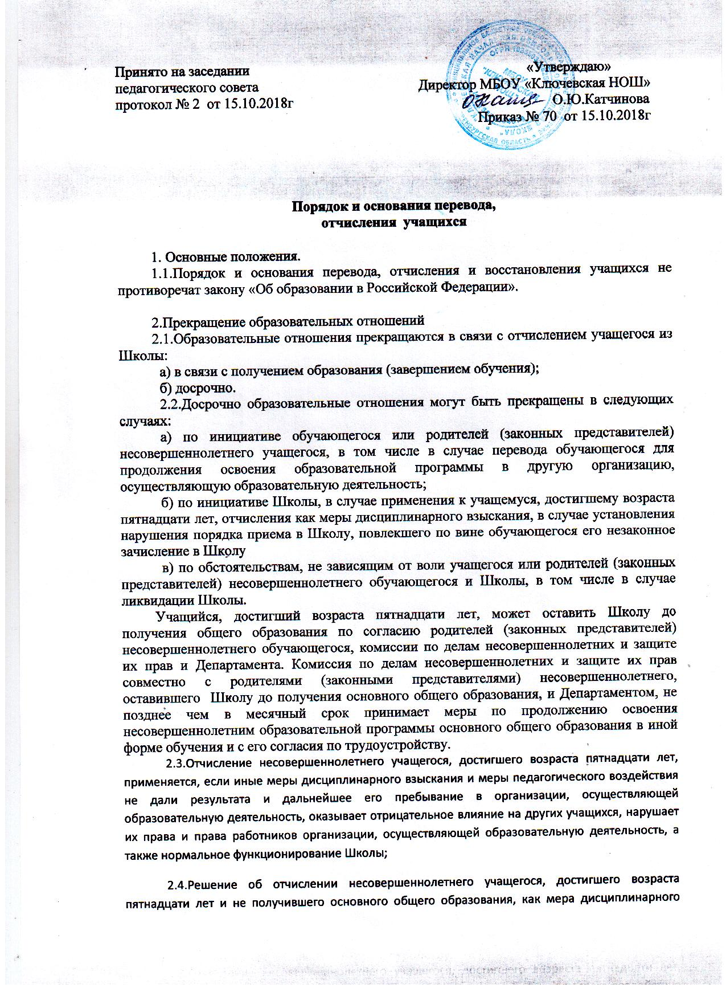 Принято на заседании
педагогического совета
протокол № 2 от 15.10.2018г
«Утверждаю»
Директор МБОУ «Ключевская НОШ»
О.Ю.Катчинова
Приказ № 70 от 15.10.2018г
Порядок и основания перевода,
отчисления учащихся
1. Основные положения.
1.1.Порядок и основания перевода, отчисления и восстановления учащихся не
противоречат закону «Об образовании в Российской Федерации».
2.Прекращение образовательных отношений
2.1.Образовательные отношения прекращаются в связи с отчислением учащегося из
Школы:
а) в связи с получением образования (завершением обучения);
б) досрочно.
2.2.Досрочно образовательные отношения могут быть прекращены в следующих
случаях:
а) по инициативе обучающегося или родителей (законных представителей)
несовершеннолетнего учащегося, в том числе в случае перевода обучающегося для
продолжения освоения образовательной программы в другую организацию,
осуществляющую образовательную деятельность;
б) по инициативе Школы, в случае применения к учащемуся, достигшему возраста
пятнадцати лет, отчисления как меры дисциплинарного взыскания, в случае установления
нарушения порядка приема в Школу, повлекшего по вине обучающегося его незаконное
зачисление в Школу
в) по обстоятельствам, не зависящим от воли учащегося или родителей (законных
представителей) несовершеннолетнего обучающегося и Школы, в том числе в случае
ликвидации Школы.
Учащийся, достигший возраста пятнадцати лет, может оставить Школу до
получения общего образования по согласию родителей (законных представителей)
несовершеннолетнего обучающегося, комиссии по делам несовершеннолетних и защите
их прав и Департамента. Комиссия по делам несовершеннолетних и защите их прав
совместно с родителями (законными представителями) несовершеннолетнего,
оставившего Школу до получения основного общего образования, и Департаментом, не
позднее чем в месячный срок принимает меры по продолжению освоения
несовершеннолетним образовательной программы основного общего образования в иной
форме обучения и с его согласия по трудоустройству.
2.3.Отчисление несовершеннолетнего учащегося, достигшего возраста пятнадцати лет,
применяется, если иные меры дисциплинарного взыскания и меры педагогического воздействия
не дали результата и дальнейшее его пребывание в организации, осуществляющей
образовательную деятельность, оказывает отрицательное влияние на других учащихся, нарушает
их права и права работников организации, осуществляющей образовательную деятельность, а
также нормальное функционирование Школы;
2.4.Решение об отчислении несовершеннолетнего учащегося, достигшего возраста
пятнадцати лет и не получившего основного общего образования, как мера дисциплинарного